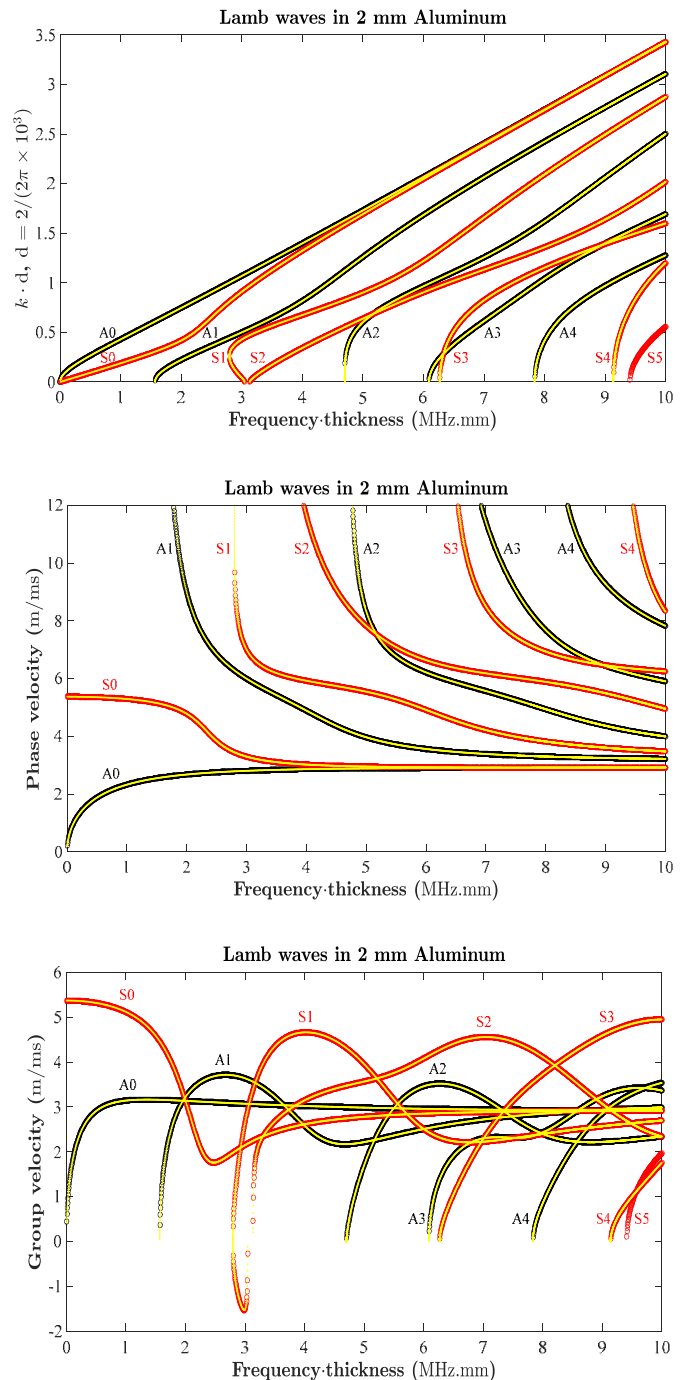 Lamb waves in 2 mm Aluminum
k · d, d = 2/(2π × 10³)
3.5
3
2.5
2
1.5
1
0.5
0
A0
S0
A1
S1
S2
A2
S3
A3
A4
S4
S5
0 1 2 3 4 5 6 7 8 9 10
Frequency·thickness (MHz.mm)
Lamb waves in 2 mm Aluminum
Phase velocity (m/ms)
12
10
8
6
4
2
0
A1
S1
S2
A2
S3
A3
A4
S4
S0
A0
0 1 2 3 4 5 6 7 8 9 10
Frequency·thickness (MHz.mm)
Lamb waves in 2 mm Aluminum
Group velocity (m/ms)
6
5
4
3
2
1
0
-1
-2
S0
S1
S2
S3
A0
A1
A2
A3
A4
S4
S5
0 1 2 3 4 5 6 7 8 9 10
Frequency·thickness (MHz.mm)